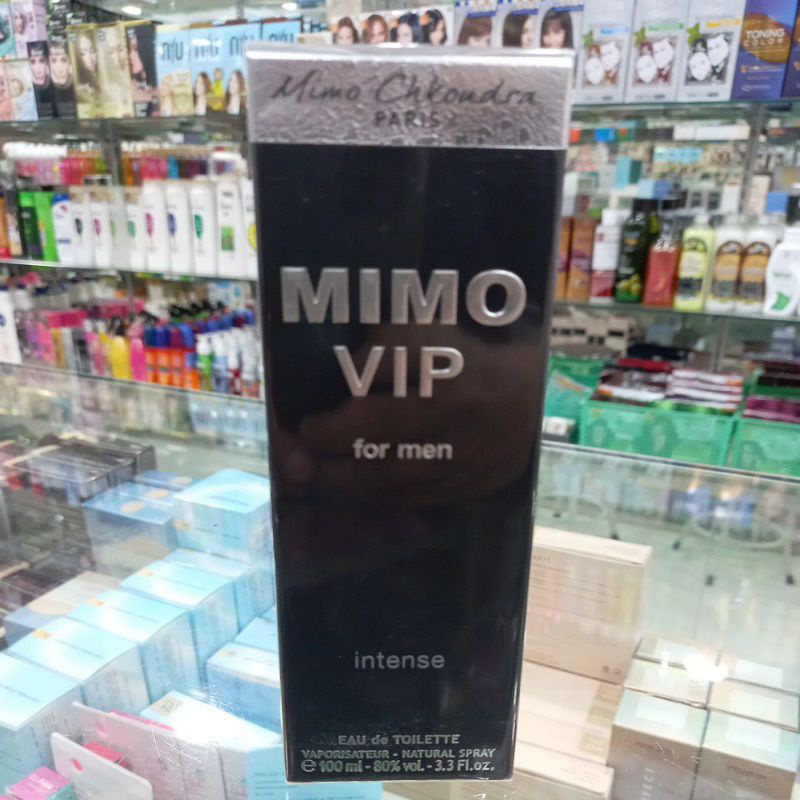 Mimo Chkoudra
PARIS
MIMO
VIP
for men
intense
EAU de TOILETTE
VAPORISATEUR - NATURAL SPRAY
℮ 100 ml - 80% vol. - 3.3 Fl.oz.
TONING
COLOR